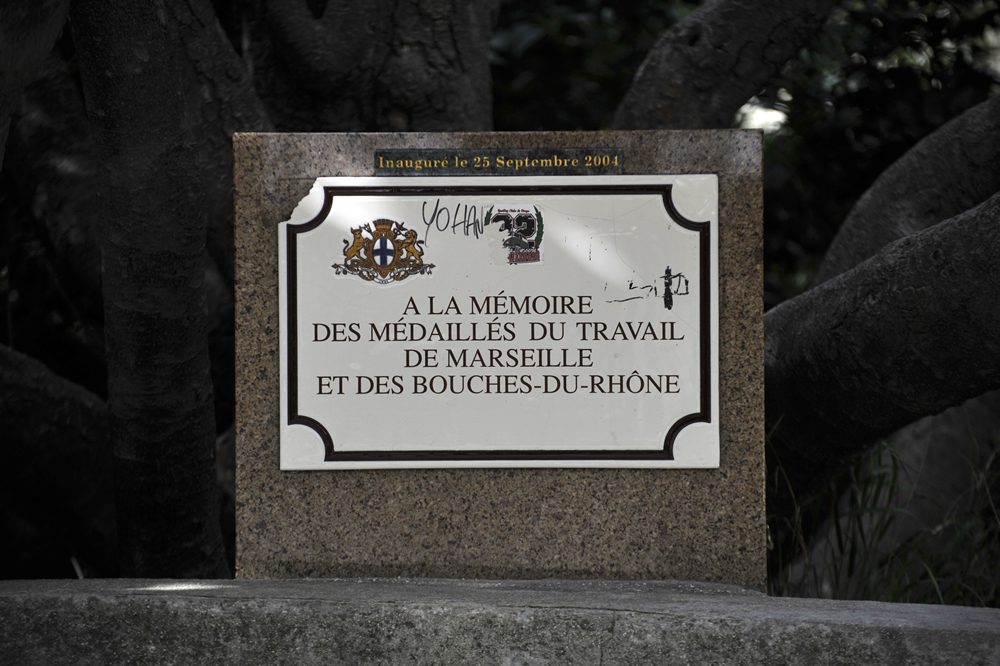 Inauguré le 25 Septembre 2004
YOHAN
A LA MÉMOIRE
DES MÉDAILLÉS DU TRAVAIL
DE MARSEILLE
ET DES BOUCHES-DU-RHÔNE